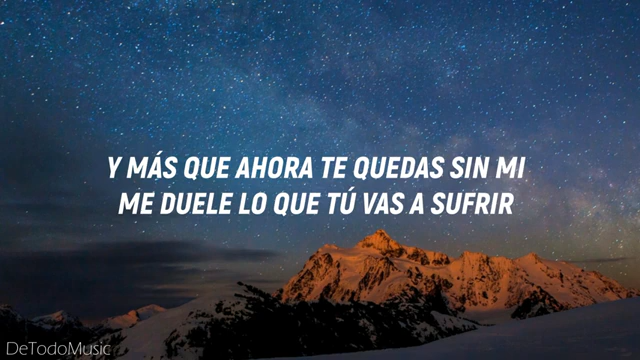 Y MÁS QUE AHORA TE QUEDAS SIN MI
ME DUELE LO QUE TÚ VAS A SUFRIR
DeTodoMusic